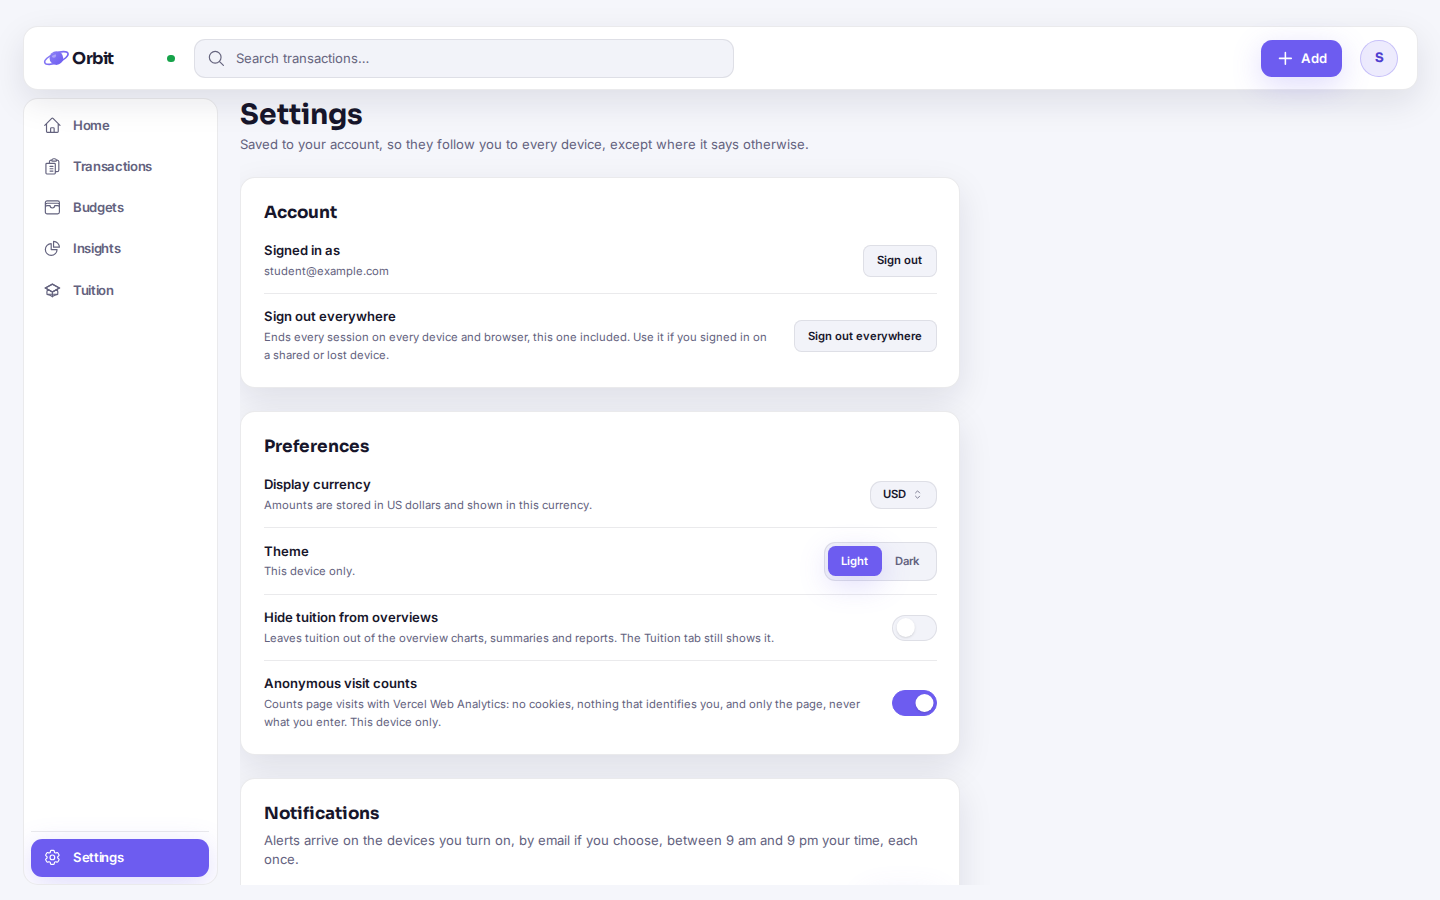 Orbit
Search transactions...
Add
S
Home
Transactions
Budgets
Insights
Tuition
Settings
Settings
Saved to your account, so they follow you to every device, except where it says otherwise.
Account
Signed in as
student@example.com
Sign out
Sign out everywhere
Ends every session on every device and browser, this one included. Use it if you signed in on
a shared or lost device.
Sign out everywhere
Preferences
Display currency
Amounts are stored in US dollars and shown in this currency.
USD
Theme
This device only.
Light
Dark
Hide tuition from overviews
Leaves tuition out of the overview charts, summaries and reports. The Tuition tab still shows it.
Anonymous visit counts
Counts page visits with Vercel Web Analytics: no cookies, nothing that identifies you, and only the page, never
what you enter. This device only.
Notifications
Alerts arrive on the devices you turn on, by email if you choose, between 9 am and 9 pm your time, each
once.